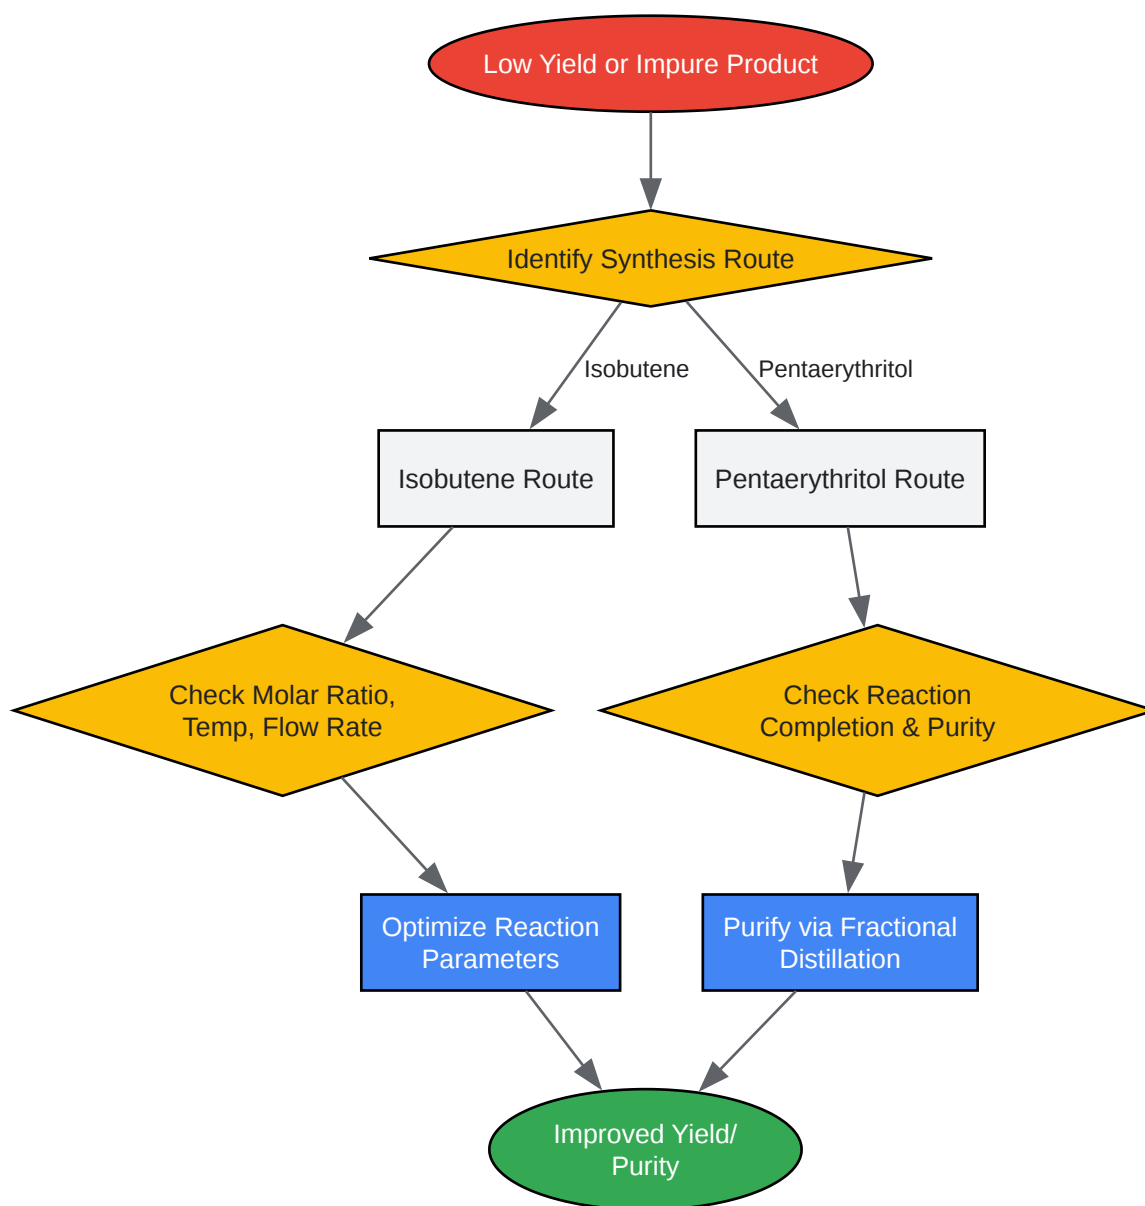 Low Yield or Impure Product
Identify Synthesis Route
Isobutene
Pentaerythritol
Isobutene Route
Pentaerythritol Route
Check Molar Ratio,
Temp, Flow Rate
Check Reaction
Completion & Purity
Optimize Reaction
Parameters
Purify via Fractional
Distillation
Improved Yield/
Purity